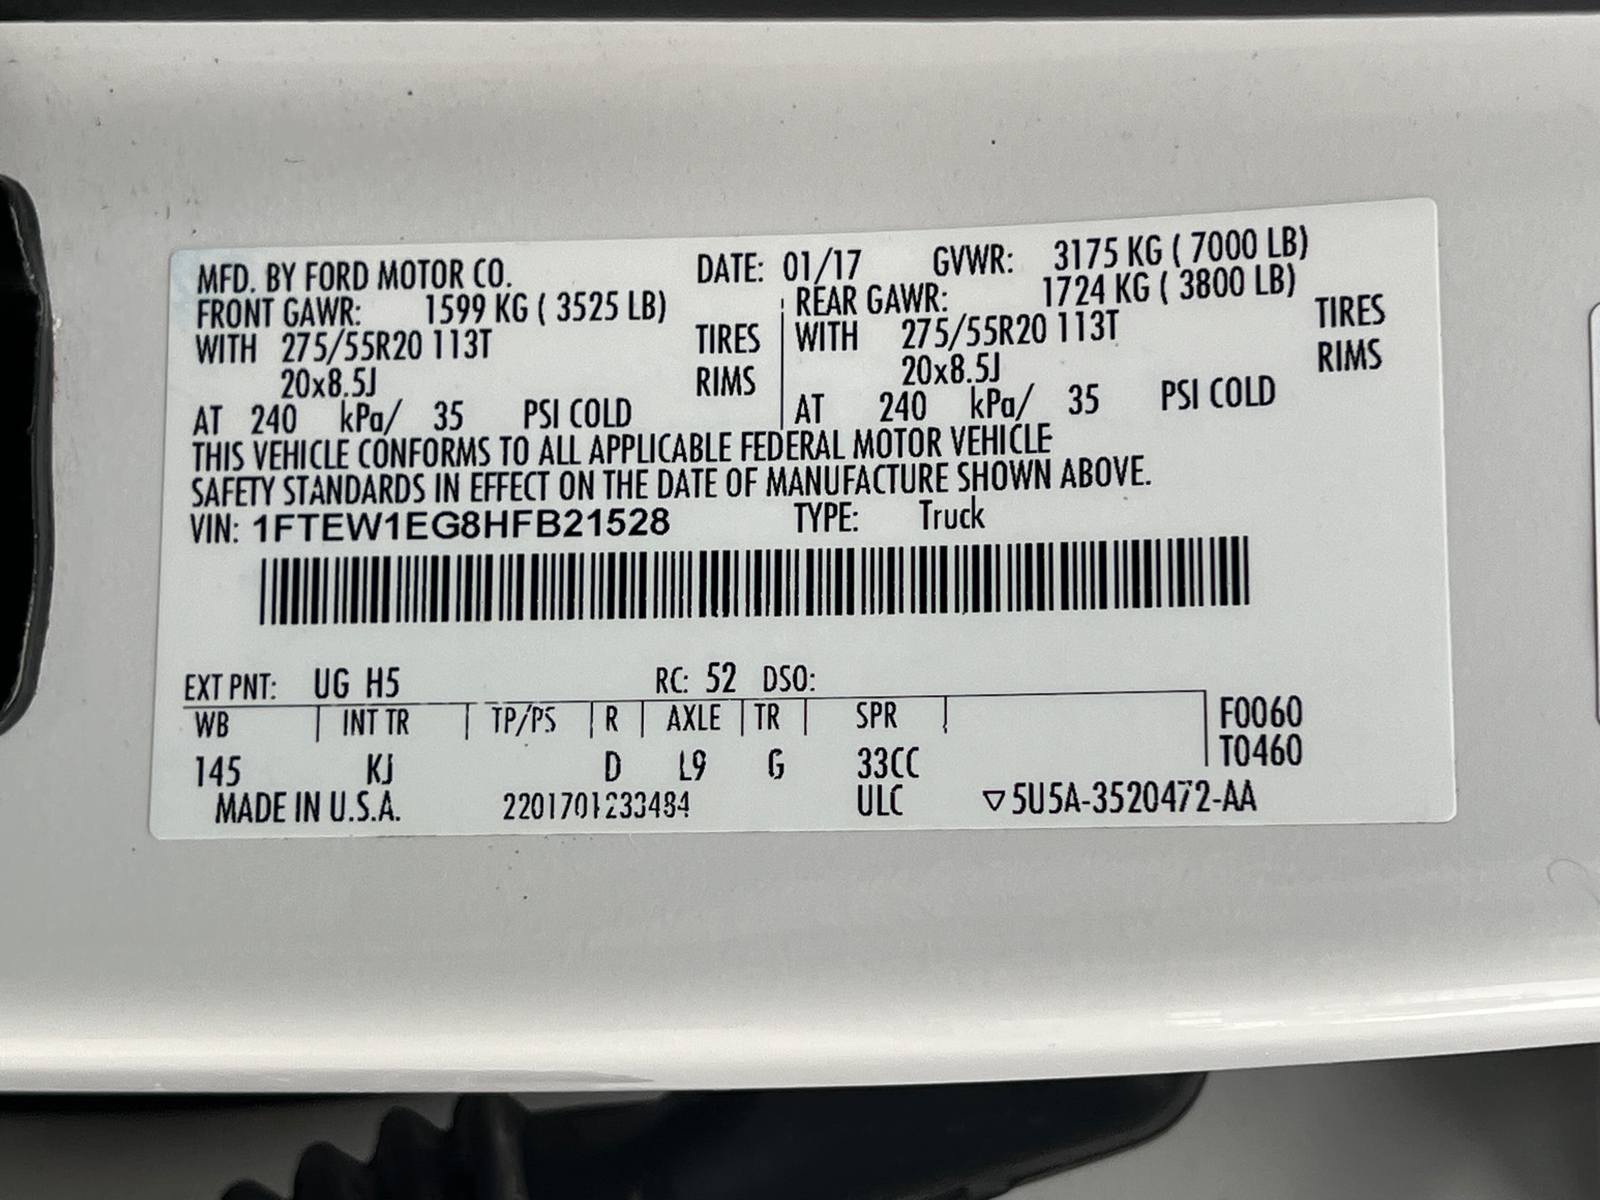 MFD. BY FORD MOTOR CO. DATE: 01/17 GVWR: 3175 KG ( 7000 LB)
FRONT GAWR: 1599 KG ( 3525 LB) REAR GAWR: 1724 KG ( 3800 LB)
WITH 275/55R20 113T TIRES WITH 275/55R20 113T TIRES
20x8.5J RIMS 20x8.5J RIMS
AT 240 kPa/ 35 PSI COLD AT 240 kPa/ 35 PSI COLD
THIS VEHICLE CONFORMS TO ALL APPLICABLE FEDERAL MOTOR VEHICLE
SAFETY STANDARDS IN EFFECT ON THE DATE OF MANUFACTURE SHOWN ABOVE.
VIN: 1FTEW1EG8HFB21528 TYPE: Truck
EXT PNT: UG H5 RC: 52 DSO:
WB INT TR TP/PS R AXLE TR SPR F0060
145 KJ D L9 G 33CC T0460
MADE IN U.S.A. 2201701233484 ULC ▽5U5A-3520472-AA